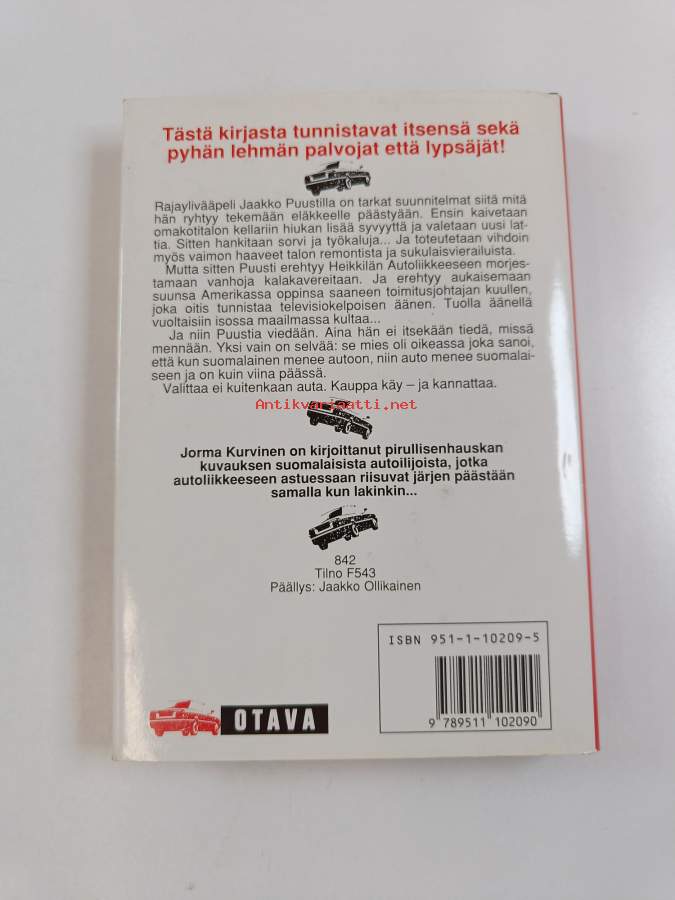 Tästä kirjasta tunnistavat itsensä sekä
pyhän lehmän palvojat että lypsäjät!
Rajaylivääpeli Jaakko Puustilla on tarkat suunnitelmat siitä mitä
hän ryhtyy tekemään eläkkeelle päästyään. Ensin kaivetaan
omakotitalon kellariin hiukan lisää syvyyttä ja valetaan uusi lat-
tia. Sitten hankitaan sorvi ja työkaluja... Ja toteutetaan vihdoin
myös vaimon haaveet talon remontista ja sukulaisvierailuista.
Mutta sitten Puusti erehtyy Heikkilän Autoliikkeeseen morjes-
tamaan vanhoja kalakavereitaan. Ja erehtyy aukaisemaan
suunsa Amerikassa oppinsa saaneen toimitusjohtajan kuullen,
joka oitis tunnistaa televisiokelpoisen äänen. Tuolla äänellä
vuoltaisiin isossa maailmassa kultaa...
Ja niin Puustia viedään. Aina hän ei itsekään tiedä, missä
mennään. Yksi vain on selvää: se mies oli oikeassa joka sanoi,
että kun suomalainen menee autoon, niin auto menee suomalai-
seen ja on kuin viina päässä.
Valittaa ei kuitenkaan auta. Kauppa käy – ja kannattaa.
Antikvariaatti.net
Jorma Kurvinen on kirjoittanut pirullisenhauskan
kuvauksen suomalaisista autoilijoista, jotka
autoliikkeeseen astuessaan riisuvat järjen päästään
samalla kun lakinkin...
842
Tilno F543
Päällys: Jaakko Ollikainen
ISBN 951-1-10209-5
9 789511 102090
OTAVA